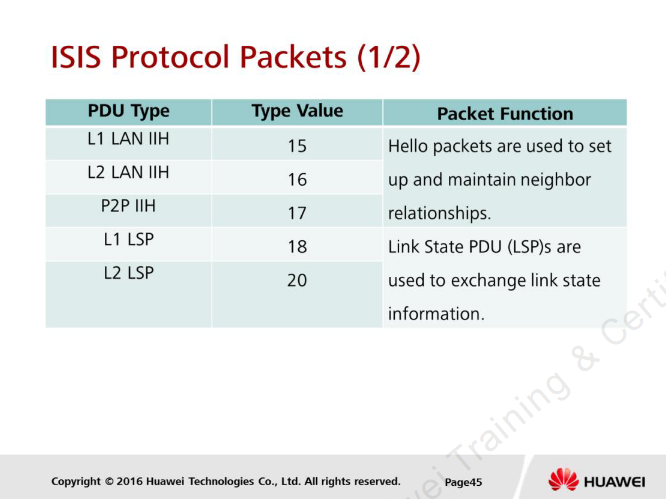 ISIS Protocol Packets (1/2)
PDU Type Type Value Packet Function
L1 LAN IIH 15 Hello packets are used to set
L2 LAN IIH 16 up and maintain neighbor
P2P IIH 17 relationships.
L1 LSP 18 Link State PDU (LSP)s are
L2 LSP 20 used to exchange link state
information.
Training &
Copyright © 2016 Huawei Technologies Co., Ltd. All rights reserved. Page45 HUAWEI